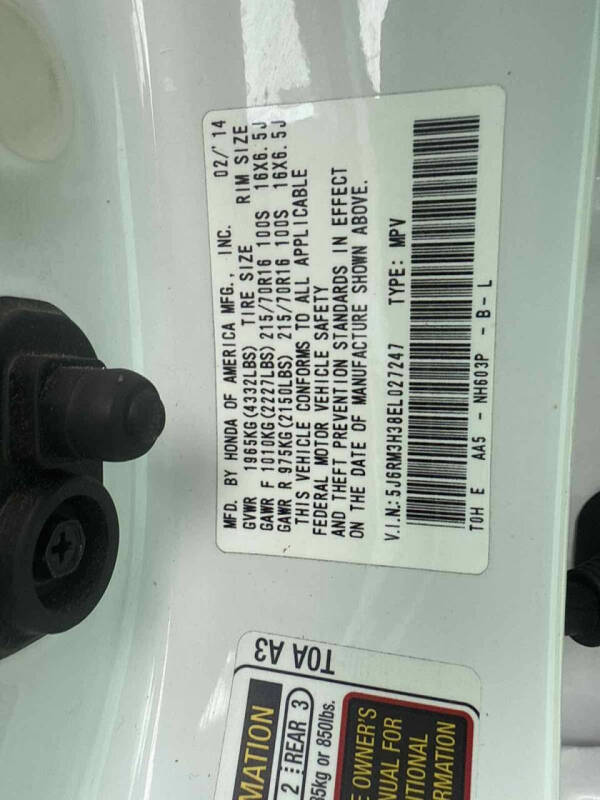 MFD. BY HONDA OF AMERICA MFG., INC. 02/'14
GVWR 1965KG(4332LBS) TIRE SIZE RIM SIZE
GAWR F 1010KG(2227LBS) 215/70R16 100S 16X6.5J
GAWR R 975KG(2150LBS) 215/70R16 100S 16X6.5J
THIS VEHICLE CONFORMS TO ALL APPLICABLE
FEDERAL MOTOR VEHICLE SAFETY
AND THEFT PREVENTION STANDARDS IN EFFECT
ON THE DATE OF MANUFACTURE SHOWN ABOVE.
V.I.N.: 5J6RM3H38EL027247 TYPE: MPV
T0H E AA5 - NH603P - B - L
T0A A3
MATION
2 REAR 3
85kg or 850lbs.
OWNER'S
NUAL FOR
ITIONAL
RMATION